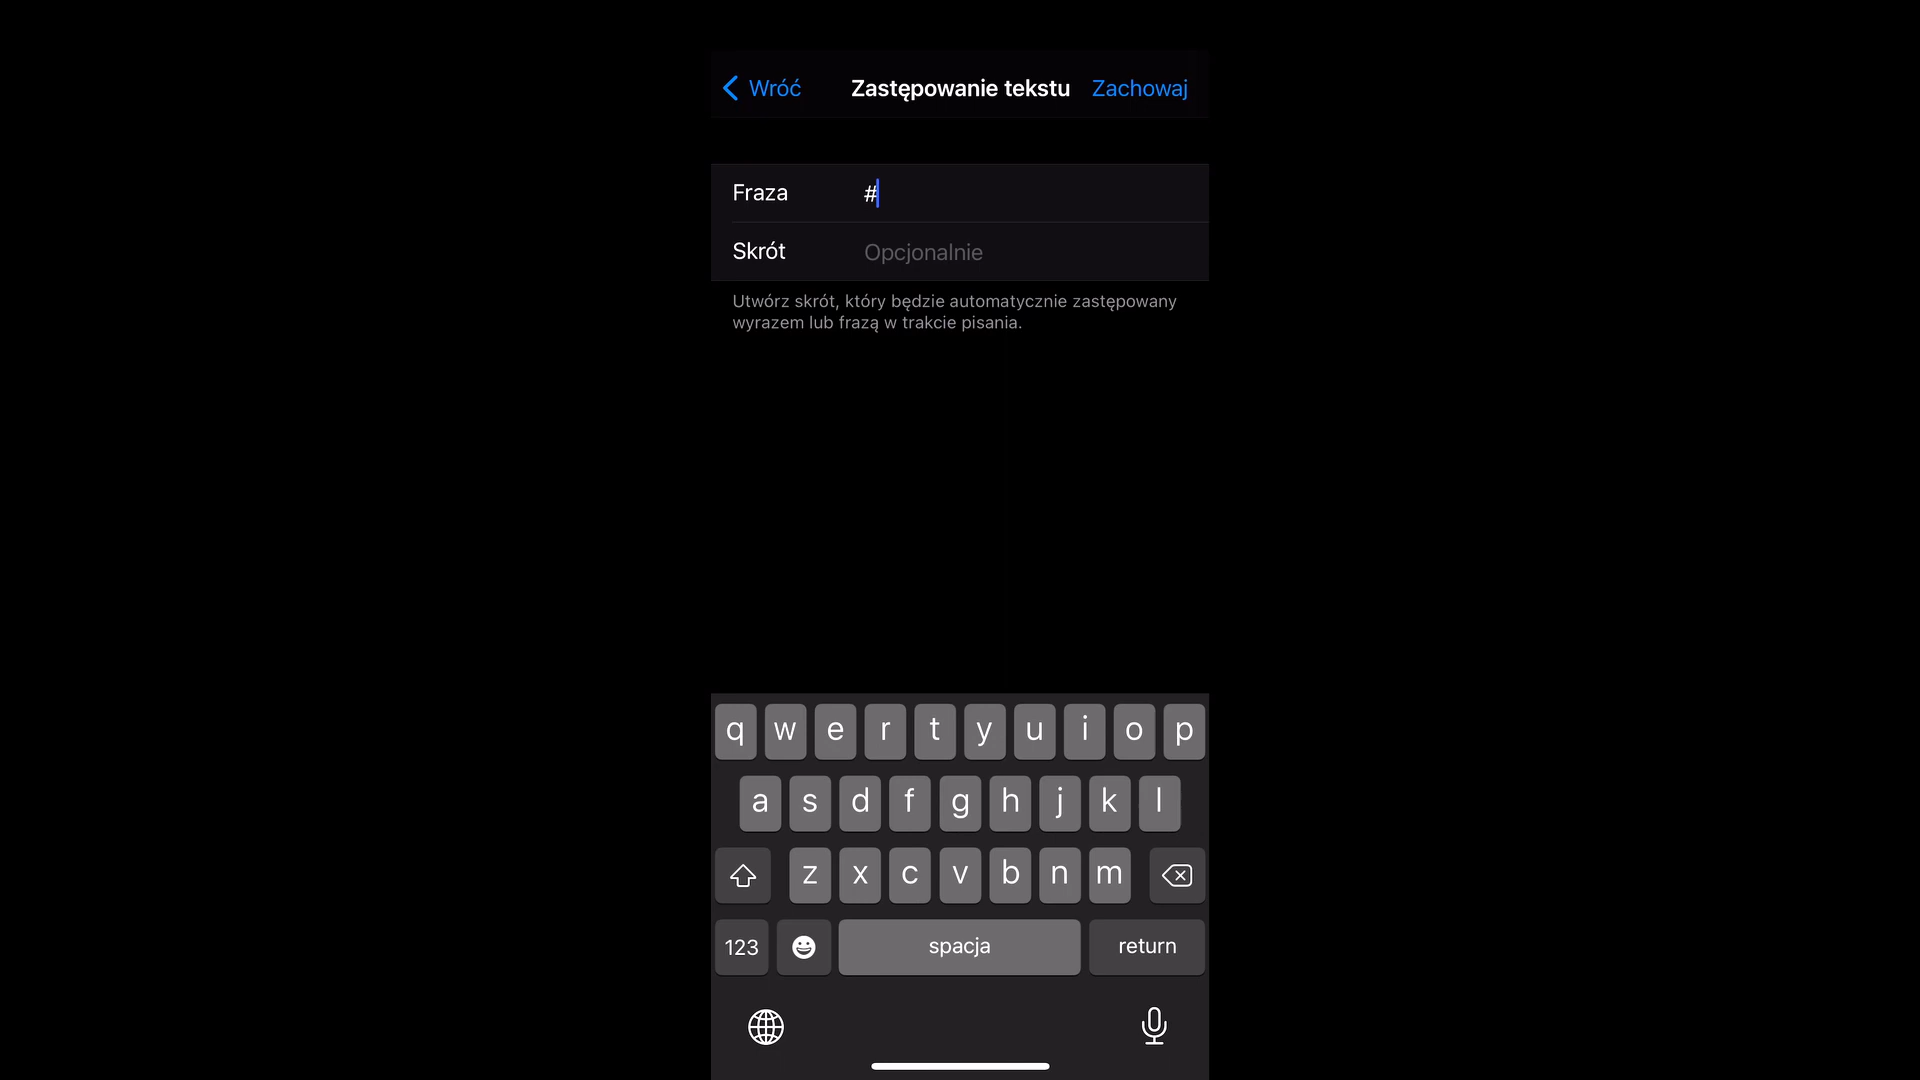 Wróć
Zastępowanie tekstu
Zachowaj
Fraza #
Skrót Opcjonalnie
Utwórz skrót, który będzie automatycznie zastępowany
wyrazem lub frazą w trakcie pisania.
q w e r t y u i o p
a s d f g h j k l
z x c v b n m
123 spacja return